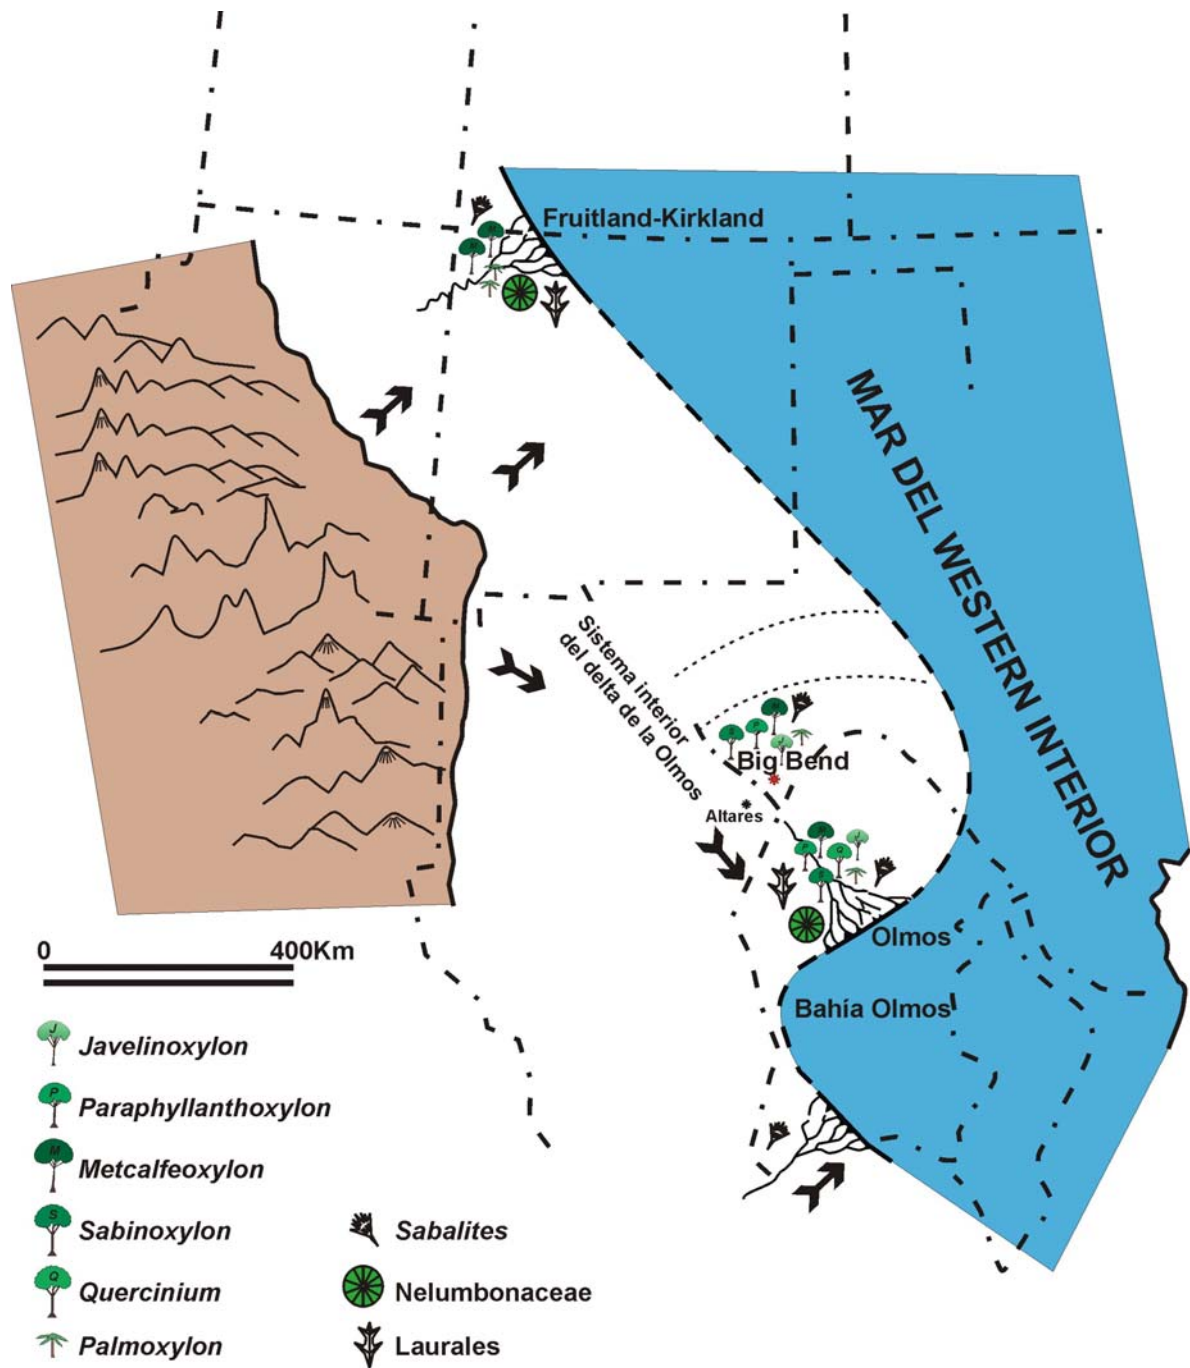 Fruitland-Kirkland
MAR DEL WESTERN INTERIOR
Sistema interior
del delta de la Olmos
M
M
M
S
P
J
Big Bend
Altares
M
J
P
Q
S
Olmos
Bahía Olmos
0 400Km
J Javelinoxylon
P Paraphyllanthoxylon
M Metcalfeoxylon
S Sabinoxylon
Q Quercinium
Palmoxylon
Sabalites
Nelumbonaceae
Laurales